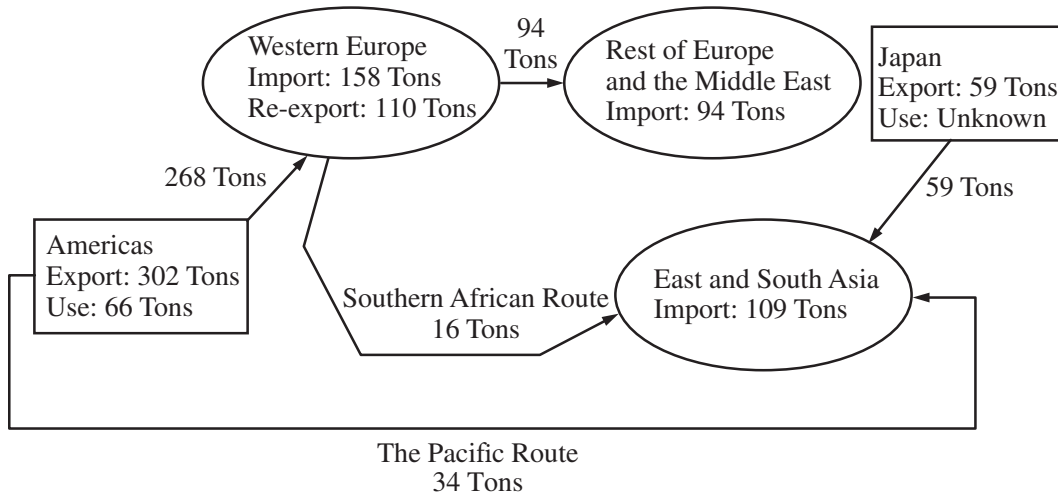 Western Europe
Import: 158 Tons
Re-export: 110 Tons
94
Tons
Rest of Europe
and the Middle East
Import: 94 Tons
Japan
Export: 59 Tons
Use: Unknown
268 Tons
59 Tons
Americas
Export: 302 Tons
Use: 66 Tons
Southern African Route
16 Tons
East and South Asia
Import: 109 Tons
The Pacific Route
34 Tons